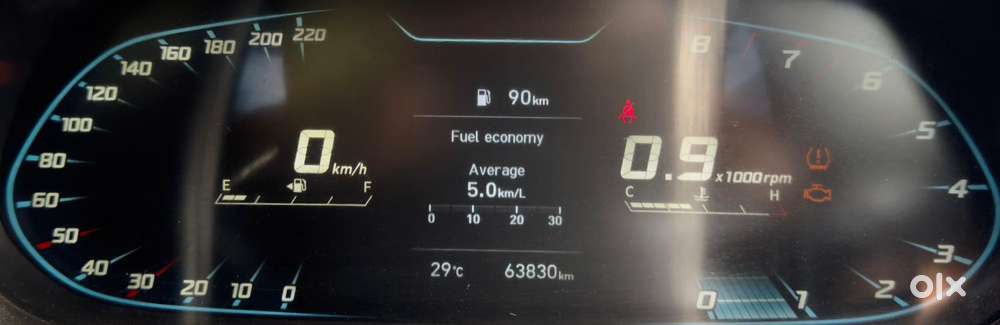 220
200
180
160
140
120
100
80
60
50
40
30
20
10
0
0 km/h
E F
90km
Fuel economy
Average
5.0km/L
0 10 20 30
29°C 63830km
0.9 x1000rpm
C H
8
7
6
5
4
3
2
1
0
olx